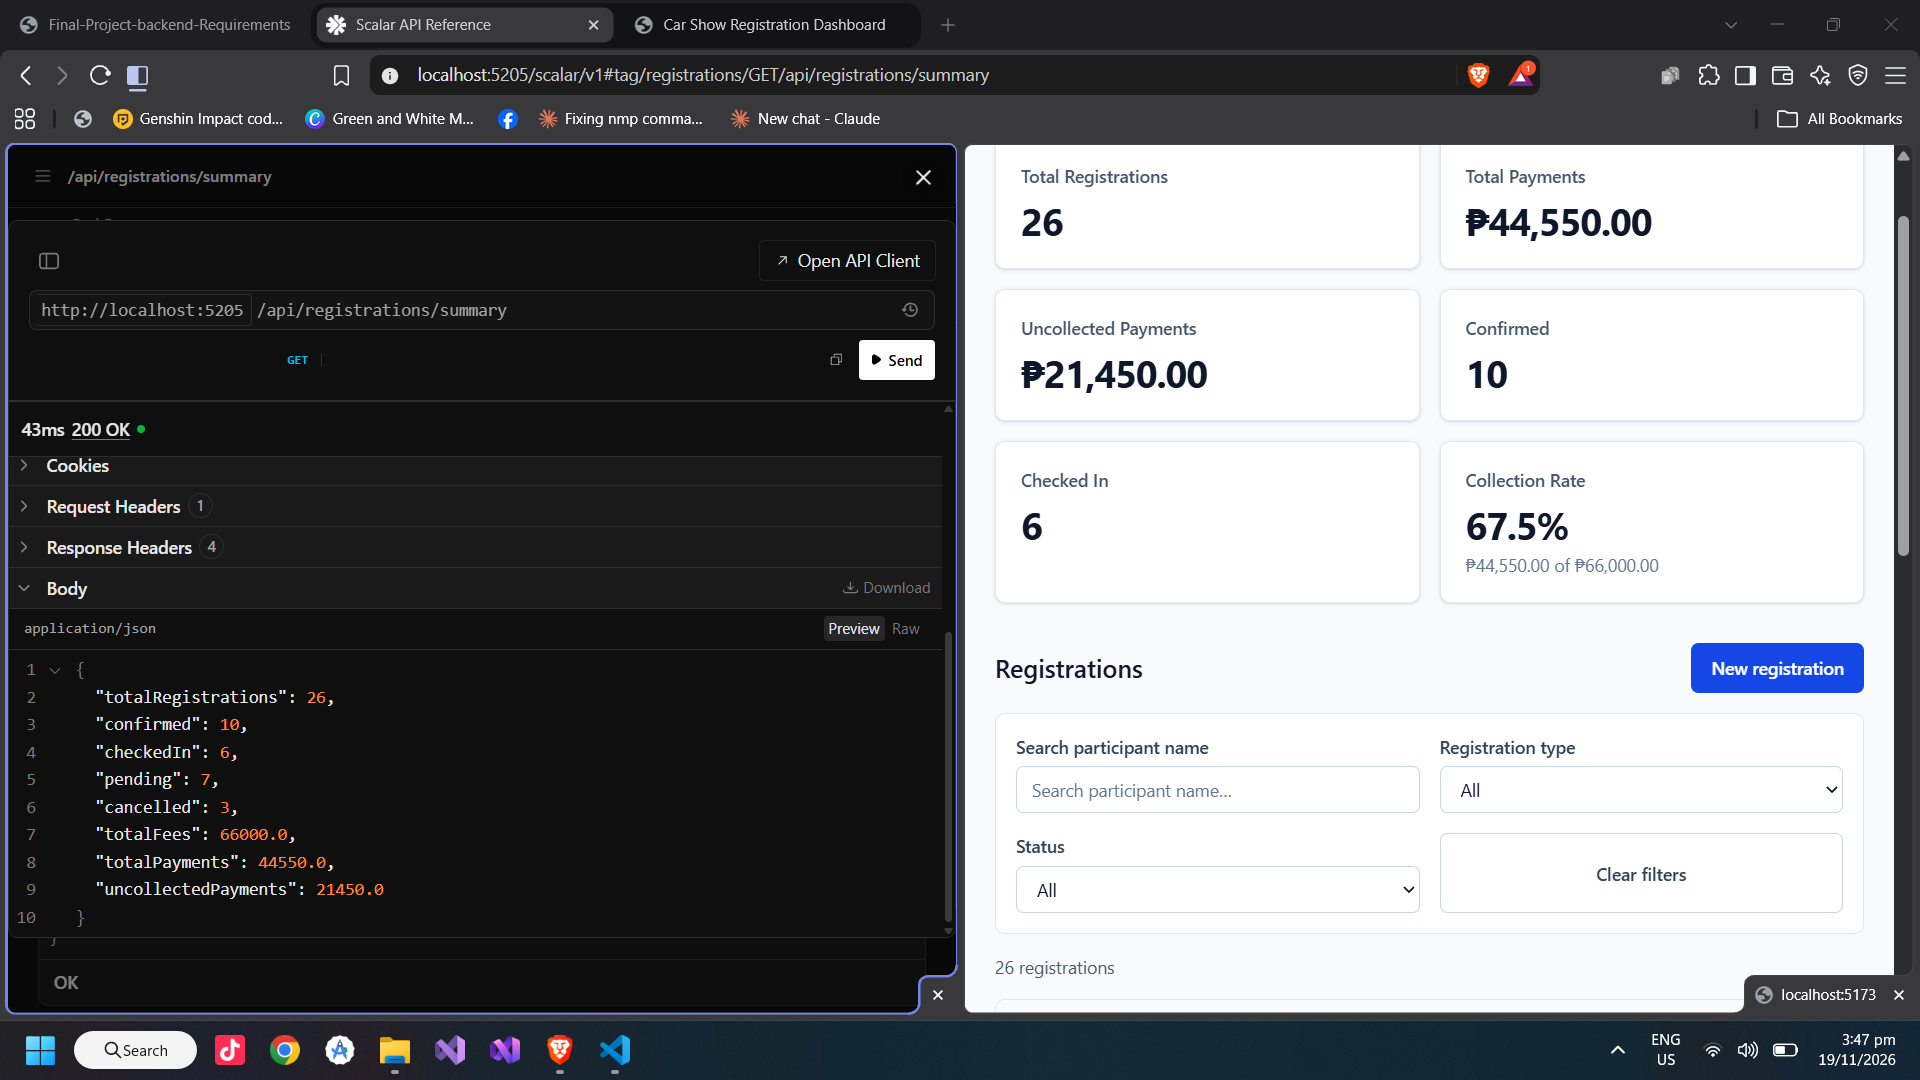 Final-Project-backend-Requirements
Scalar API Reference
Car Show Registration Dashboard
localhost:5205/scalar/v1#tag/registrations/GET/api/registrations/summary
1
Genshin Impact cod...
Green and White M...
Fixing nmp comma...
New chat - Claude
All Bookmarks
/api/registrations/summary
Open API Client
http://localhost:5205 /api/registrations/summary
GET
Send
43ms 200 OK
Cookies
Request Headers 1
Response Headers 4
Body
Download
application/json
Preview Raw
1 {
2 "totalRegistrations": 26,
3 "confirmed": 10,
4 "checkedIn": 6,
5 "pending": 7,
6 "cancelled": 3,
7 "totalFees": 66000.0,
8 "totalPayments": 44550.0,
9 "uncollectedPayments": 21450.0
10 }
}
OK
Total Registrations
26
Total Payments
₱44,550.00
Uncollected Payments
₱21,450.00
Confirmed
10
Checked In
6
Collection Rate
67.5%
₱44,550.00 of ₱66,000.00
Registrations
New registration
Search participant name
Search participant name...
Registration type
All
Status
All
Clear filters
26 registrations
localhost:5173
Search
ENG
US
3:47 pm
19/11/2026